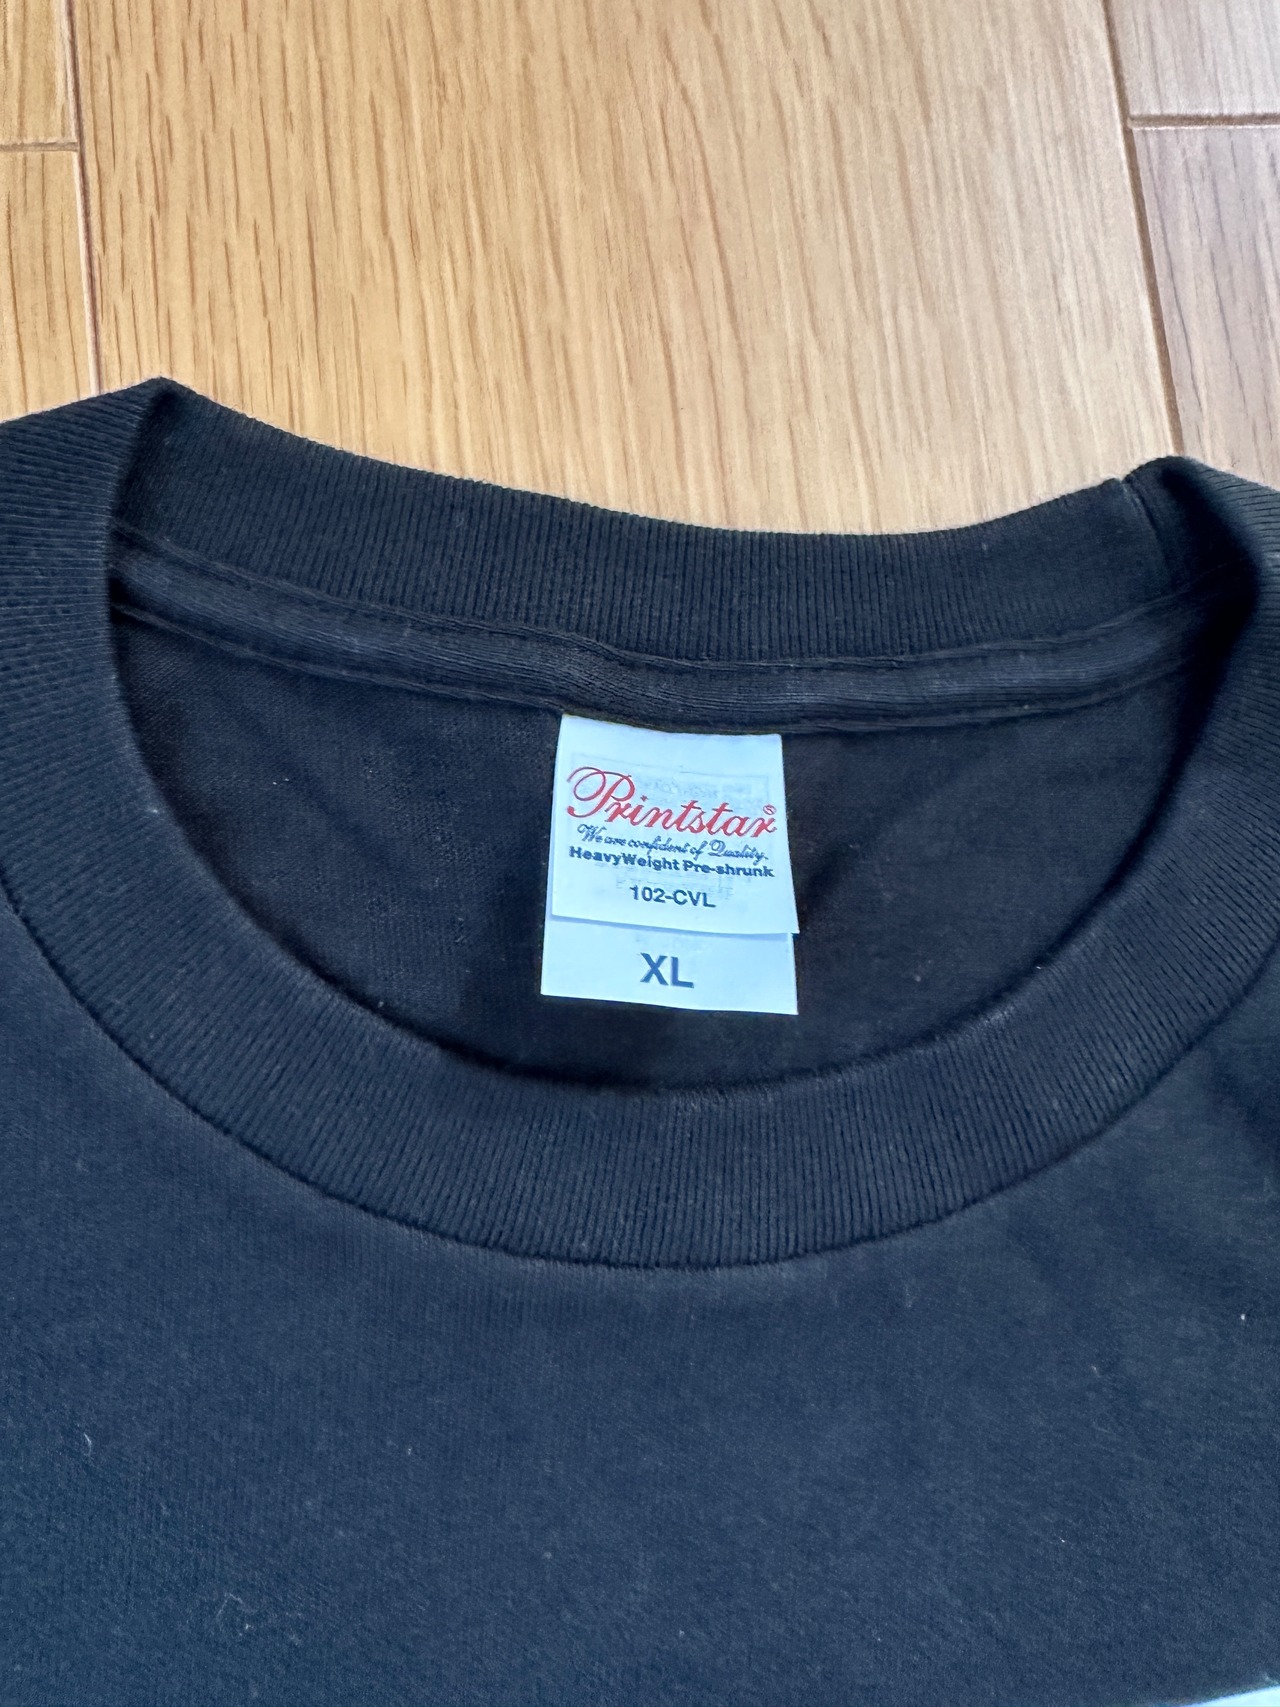 Printstar®
We are confident of Quality.
HeavyWeight Pre-shrunk
102-CVL
XL